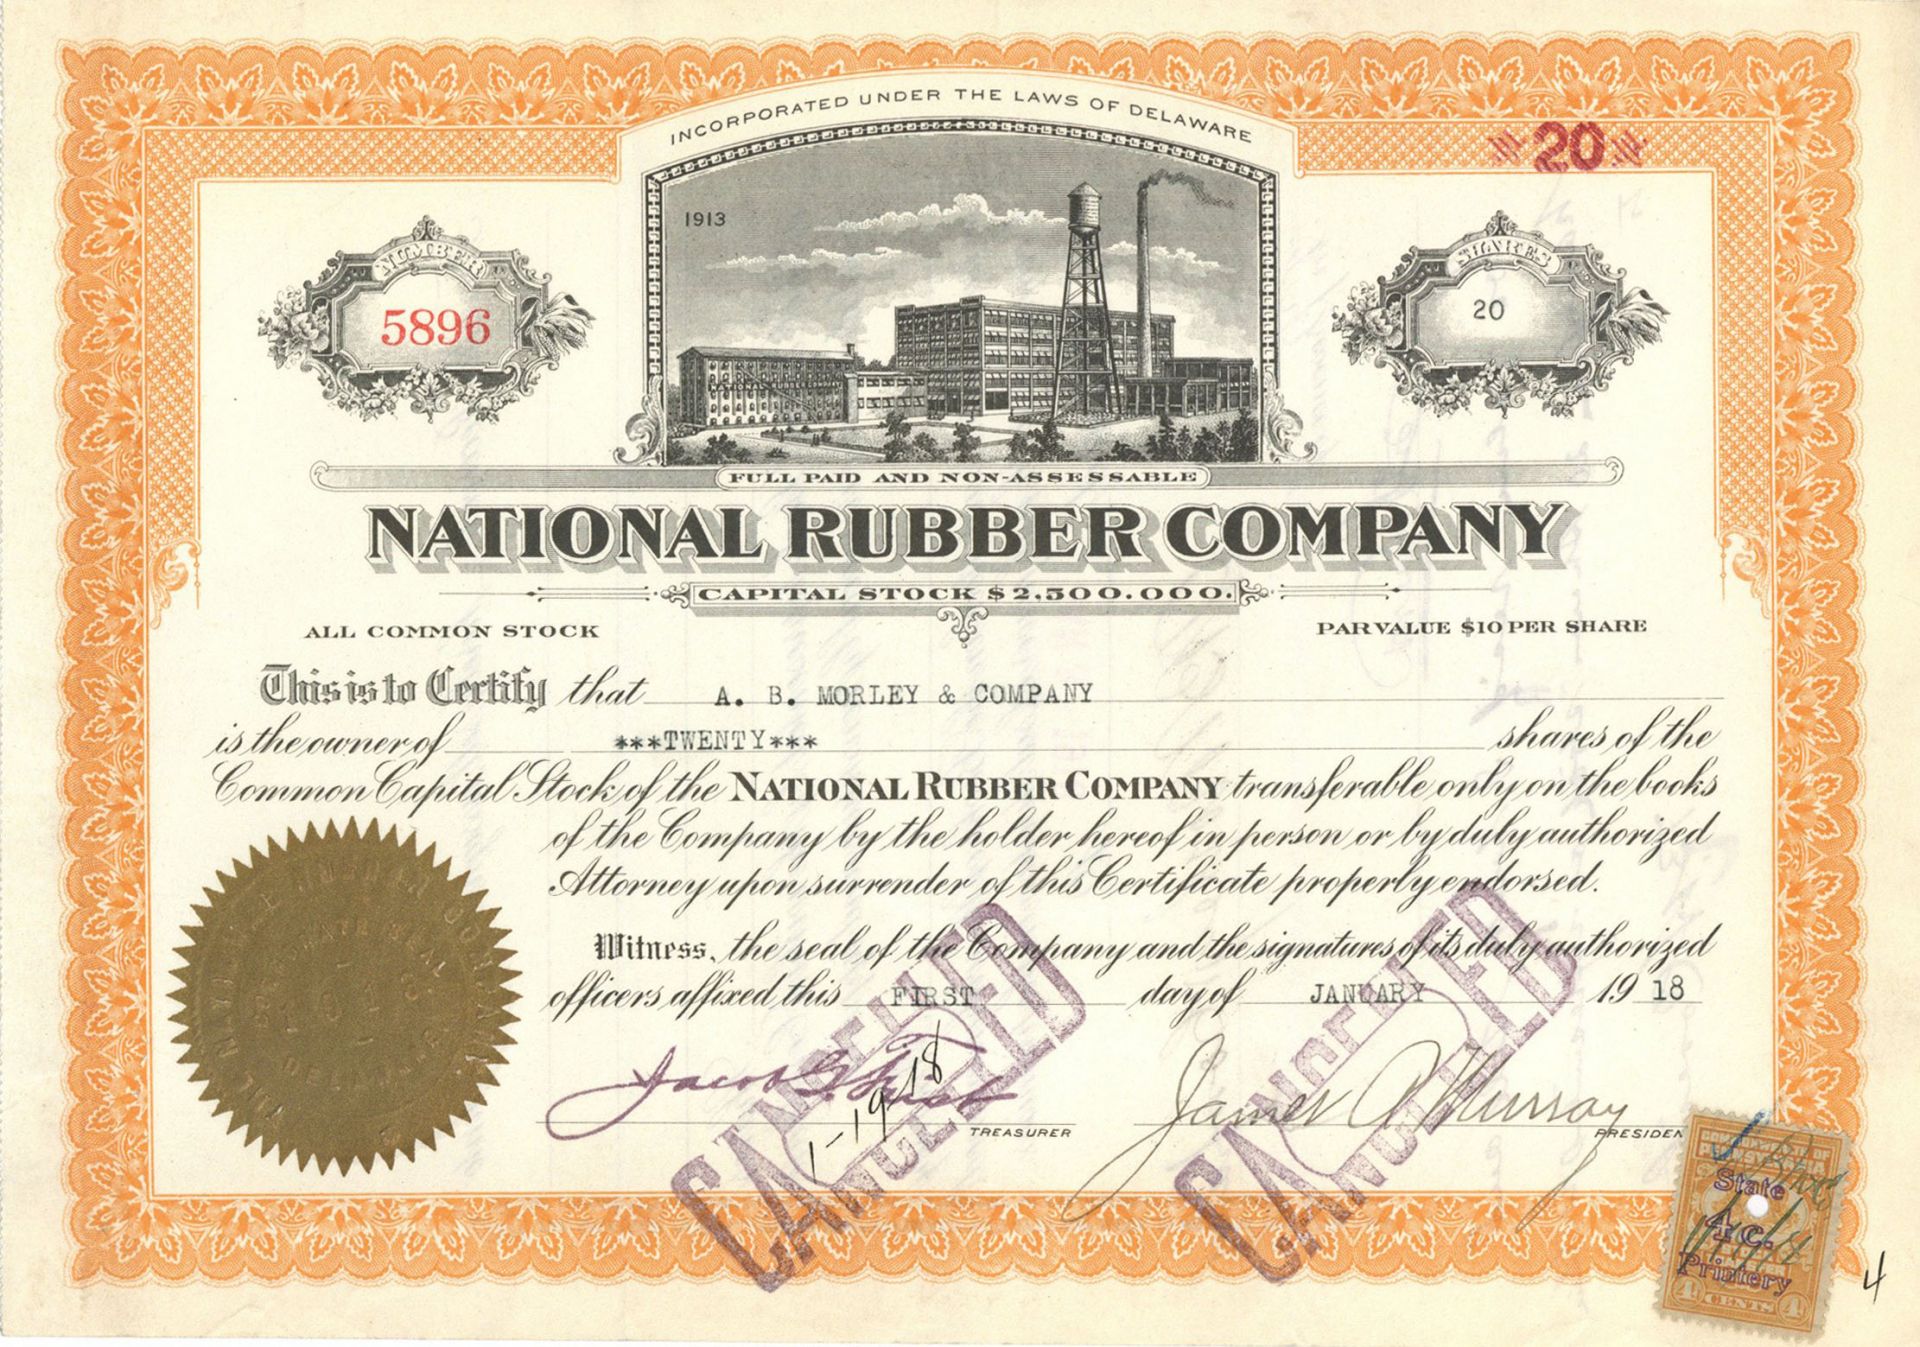 INCORPORATED UNDER THE LAWS OF DELAWARE
20
1913
NUMBER
5896
SHARES
20
FULL PAID AND NON-ASSESSABLE
NATIONAL RUBBER COMPANY
CAPITAL STOCK $2,500,000.
ALL COMMON STOCK
PAR VALUE $10 PER SHARE
This is to Certify that A. B. MORLEY & COMPANY
is the owner of ***TWENTY*** shares of the
Common Capital Stock of the NATIONAL RUBBER COMPANY transferable only on the books
of the Company by the holder hereof in person or by duly authorized
Attorney upon surrender of this Certificate properly endorsed.
Witness, the seal of the Company and the signatures of its duly authorized
officers affixed this FIRST day of JANUARY 1918
Jacob G.
TREASURER
1-19-18
James A Murray
PRESIDEN
CANCELLED
CANCELLED
State
4c.
Printery
4 CENTS 4
4